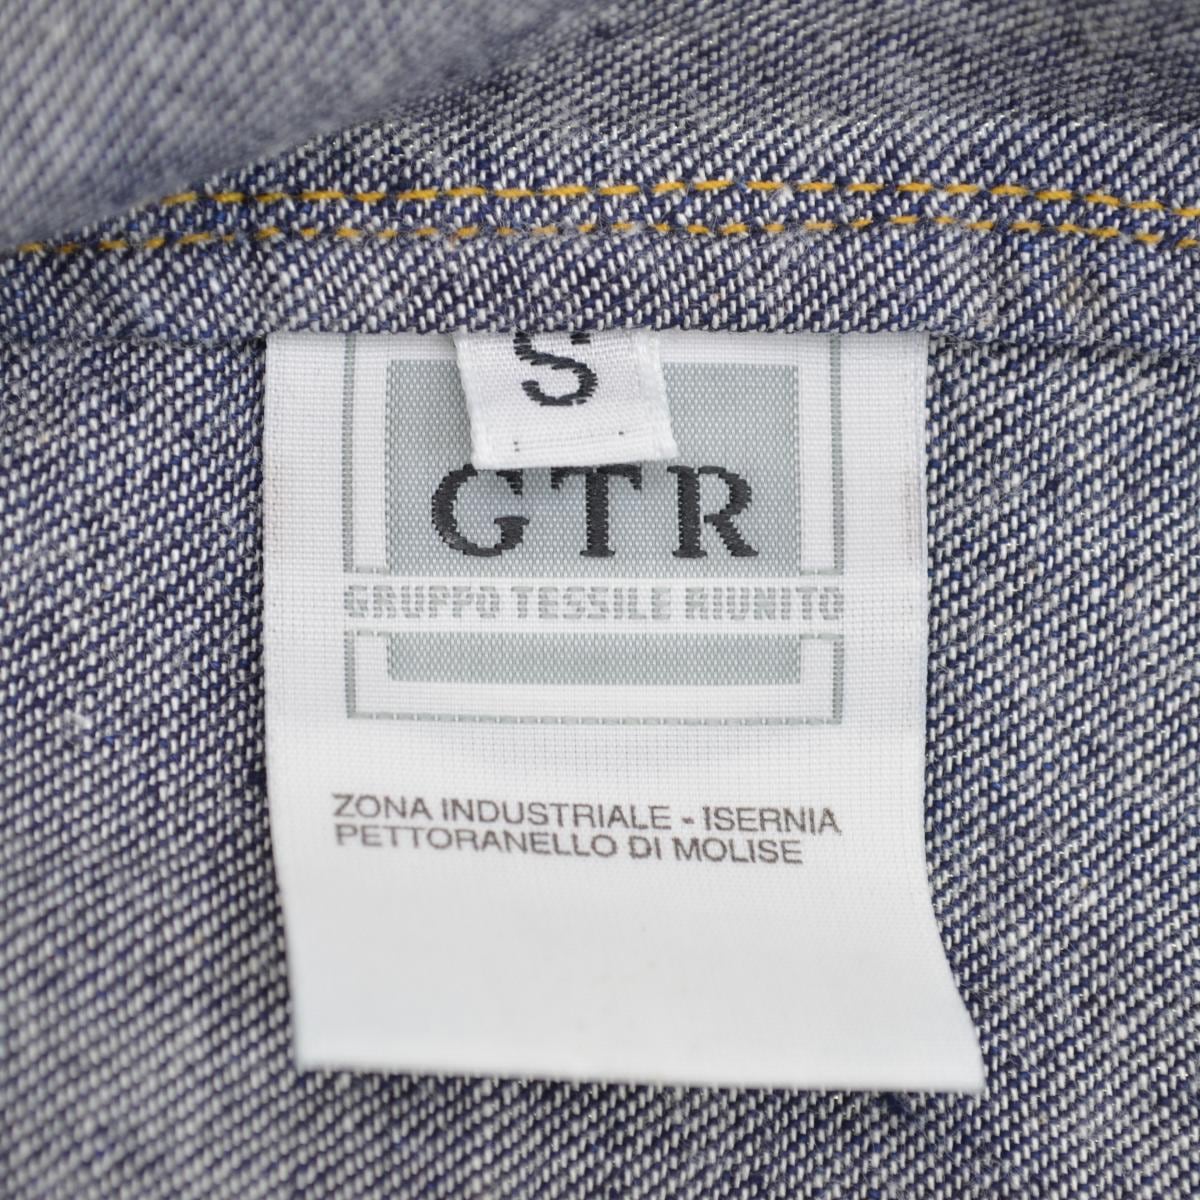 S
GTR
GRUPPO TESSILE RIUNITO
ZONA INDUSTRIALE - ISERNIA
PETTORANELLO DI MOLISE